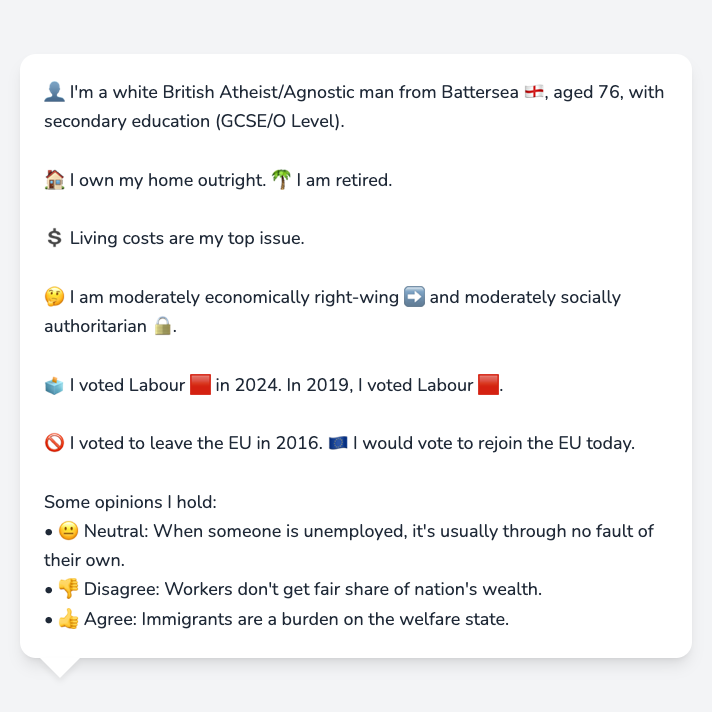 👤 I'm a white British Atheist/Agnostic man from Battersea 🏴󠁧󠁢󠁥󠁮󠁧󠁿, aged 76, with
secondary education (GCSE/O Level).
🏠 I own my home outright. 🌴 I am retired.
💲 Living costs are my top issue.
🤔 I am moderately economically right-wing ➡️ and moderately socially
authoritarian 🔒.
🗳️ I voted Labour 🟥 in 2024. In 2019, I voted Labour 🟥.
🚫 I voted to leave the EU in 2016. 🇪🇺 I would vote to rejoin the EU today.
Some opinions I hold:
• 😐 Neutral: When someone is unemployed, it's usually through no fault of
their own.
• 👎 Disagree: Workers don't get fair share of nation's wealth.
• 👍 Agree: Immigrants are a burden on the welfare state.